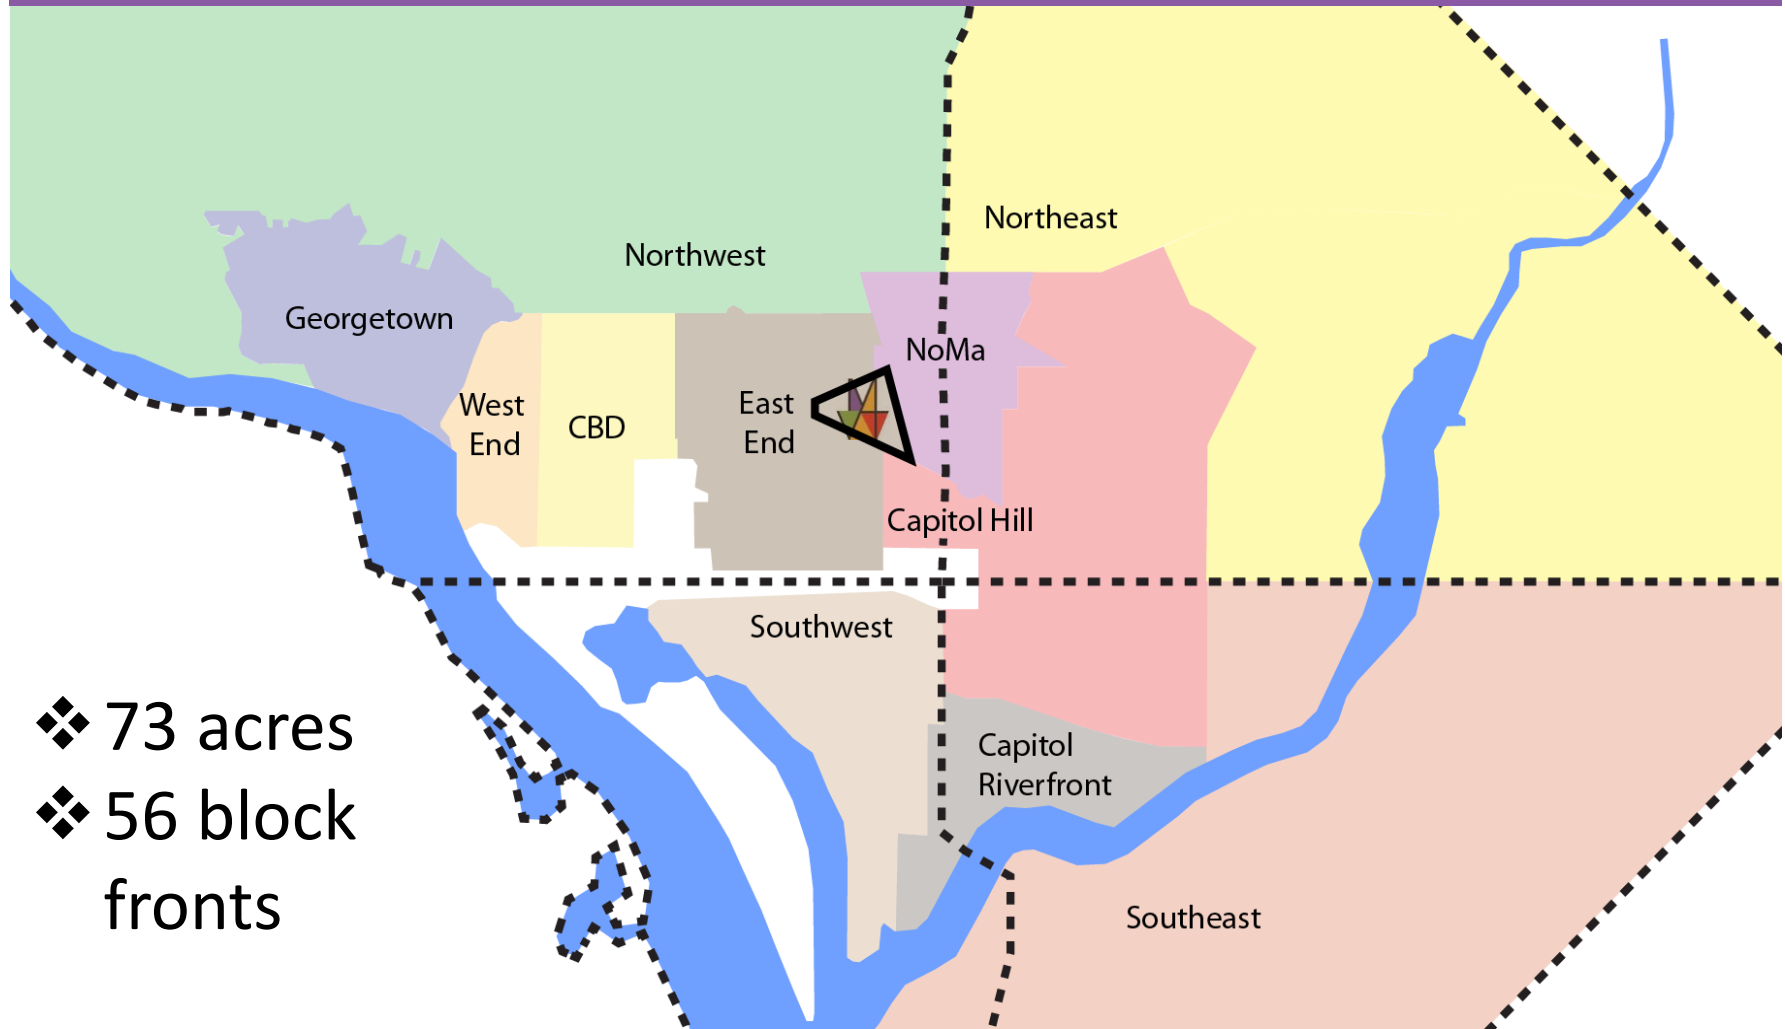 Northeast
Northwest
Georgetown
NoMa
West
End
CBD
East
End
Capitol Hill
Southwest
❖ 73 acres
❖ 56 block
fronts
Capitol
Riverfront
Southeast